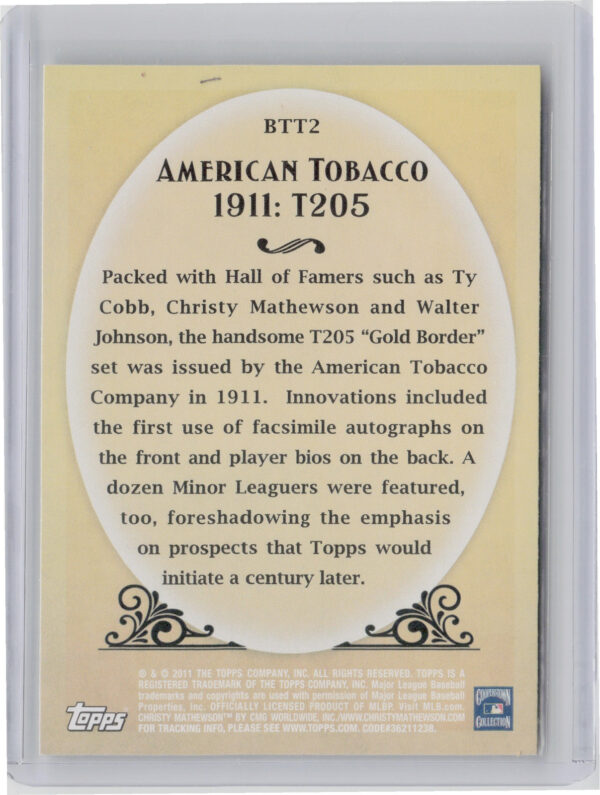 BTT2
AMERICAN TOBACCO
1911: T205
Packed with Hall of Famers such as Ty
Cobb, Christy Mathewson and Walter
Johnson, the handsome T205 “Gold Border”
set was issued by the American Tobacco
Company in 1911. Innovations included
the first use of facsimile autographs on
the front and player bios on the back. A
dozen Minor Leaguers were featured,
too, foreshadowing the emphasis
on prospects that Topps would
initiate a century later.
® & © 2011 THE TOPPS COMPANY, INC. ALL RIGHTS RESERVED. TOPPS IS A
REGISTERED TRADEMARK OF THE TOPPS COMPANY, INC. Major League Baseball
trademarks and copyrights are used with permission of Major League Baseball
Properties, Inc. OFFICIALLY LICENSED PRODUCT OF MLBP. Visit MLB.com.
CHRISTY MATHEWSON™ BY CMG WORLDWIDE, INC./WWW.CHRISTYMATHEWSON.COM
FOR TRACKING INFO, PLEASE SEE WWW.TOPPS.COM. CODE#36211238.
topps
COOPERSTOWN
COLLECTION